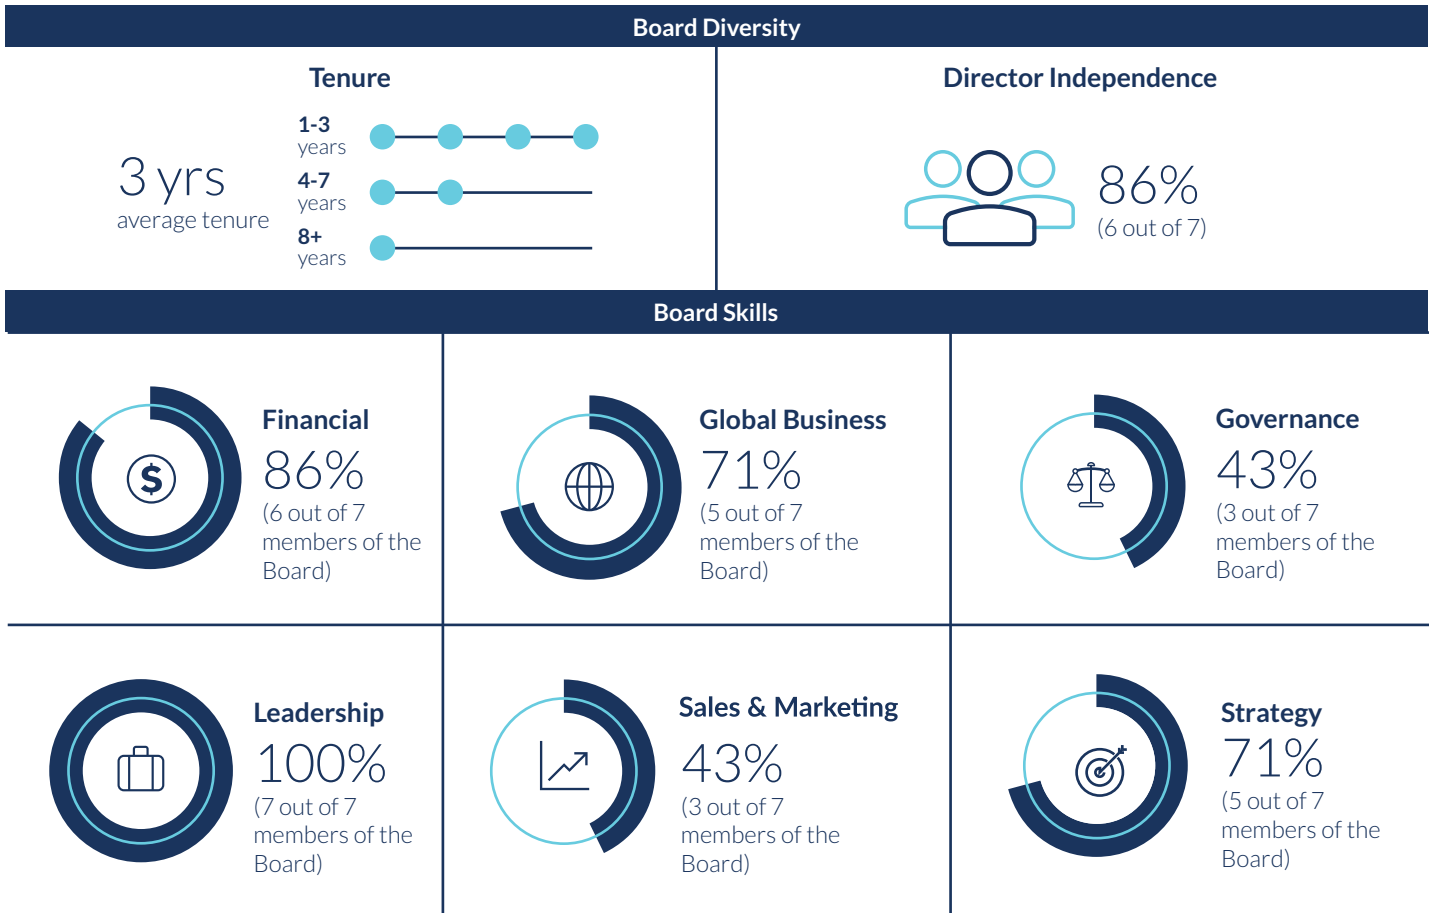 Board Diversity
Tenure
3 yrs
average tenure
1-3
years
4-7
years
8+
years
Director Independence
86%
(6 out of 7)
Board Skills
Financial
86%
(6 out of 7
members of the
Board)
Global Business
71%
(5 out of 7
members of the
Board)
Governance
43%
(3 out of 7
members of the
Board)
Leadership
100%
(7 out of 7
members of the
Board)
Sales & Marketing
43%
(3 out of 7
members of the
Board)
Strategy
71%
(5 out of 7
members of the
Board)